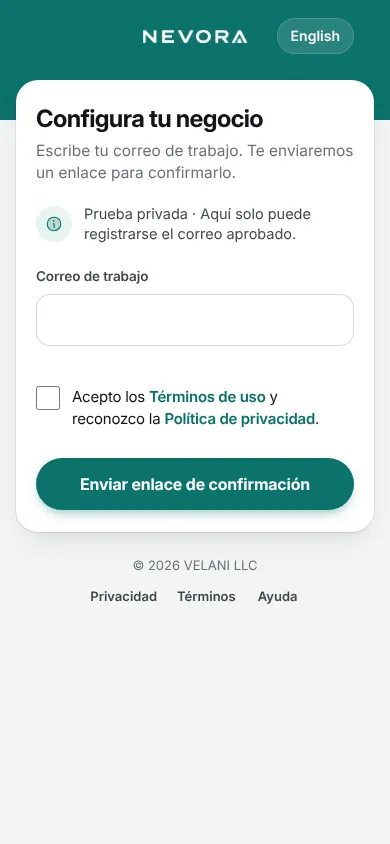 NEVORA
English
Configura tu negocio
Escribe tu correo de trabajo. Te enviaremos
un enlace para confirmarlo.
Prueba privada · Aquí solo puede
registrarse el correo aprobado.
Correo de trabajo
Acepto los Términos de uso y
reconozco la Política de privacidad.
Enviar enlace de confirmación
© 2026 VELANI LLC
Privacidad Términos Ayuda